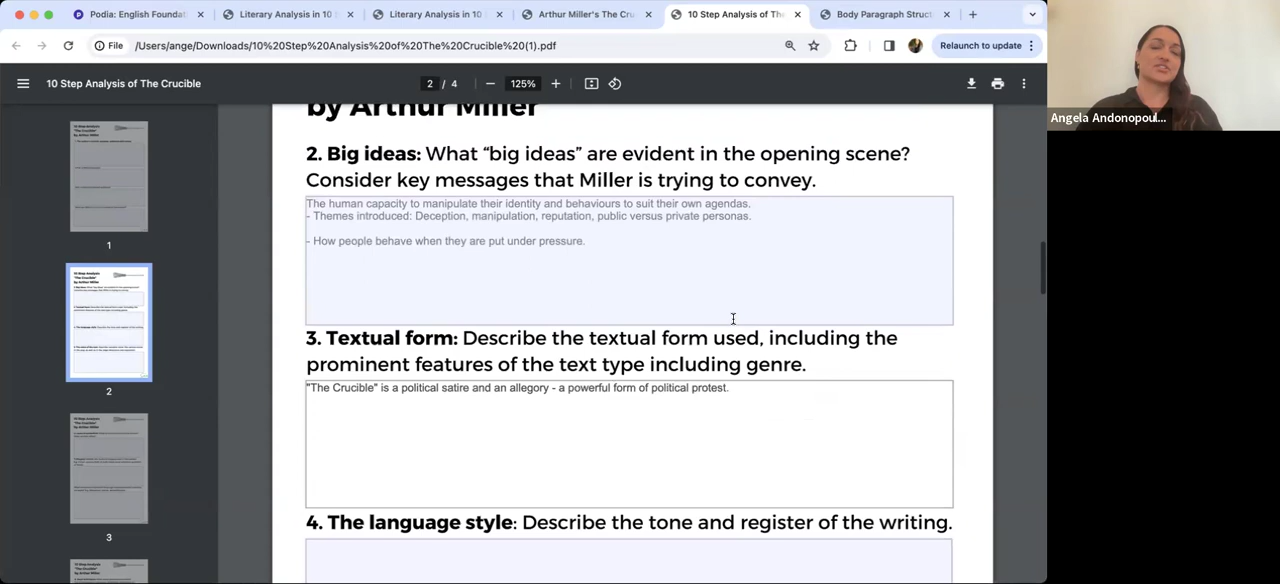 Podia: English Foundat
Literary Analysis in 10
Literary Analysis in 10
Arthur Miller's The Cru
10 Step Analysis of The
Body Paragraph Struct
File
/Users/ange/Downloads/10%20Step%20Analysis%20of%20The%20Crucible%20(1).pdf
Relaunch to update
10 Step Analysis of The Crucible
2 / 4
125%
Angela Andonopoul...
by Arthur Miller
2. Big ideas: What “big ideas” are evident in the opening scene?
Consider key messages that Miller is trying to convey.
The human capacity to manipulate their identity and behaviours to suit their own agendas.
- Themes introduced: Deception, manipulation, reputation, public versus private personas.
- How people behave when they are put under pressure.
3. Textual form: Describe the textual form used, including the
prominent features of the text type including genre.
"The Crucible" is a political satire and an allegory - a powerful form of political protest.
4. The language style: Describe the tone and register of the writing.
1
2
3